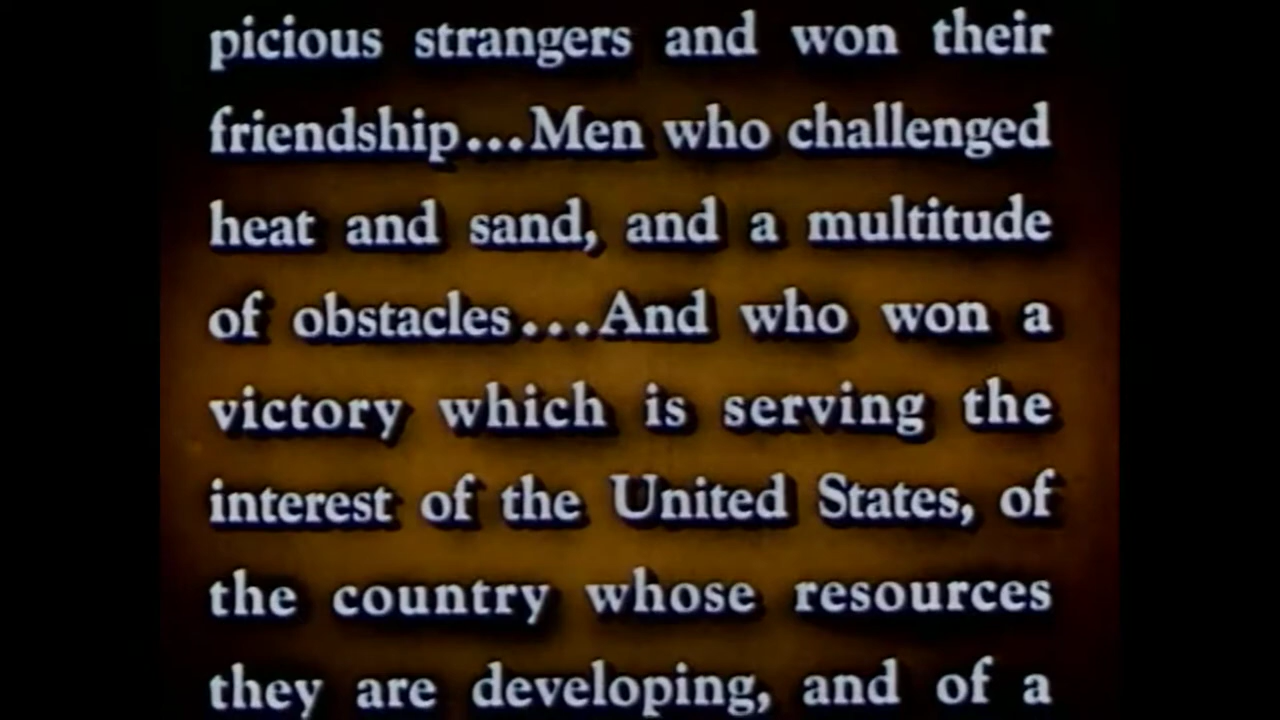 picious strangers and won their
friendship...Men who challenged
heat and sand, and a multitude
of obstacles...And who won a
victory which is serving the
interest of the United States, of
the country whose resources
they are developing, and of a